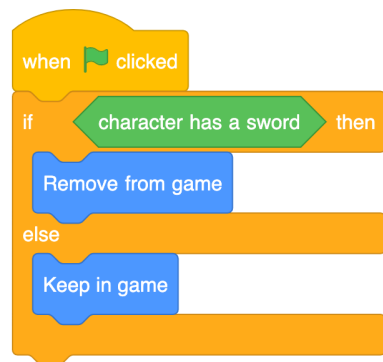 when clicked
if character has a sword then
Remove from game
else
Keep in game